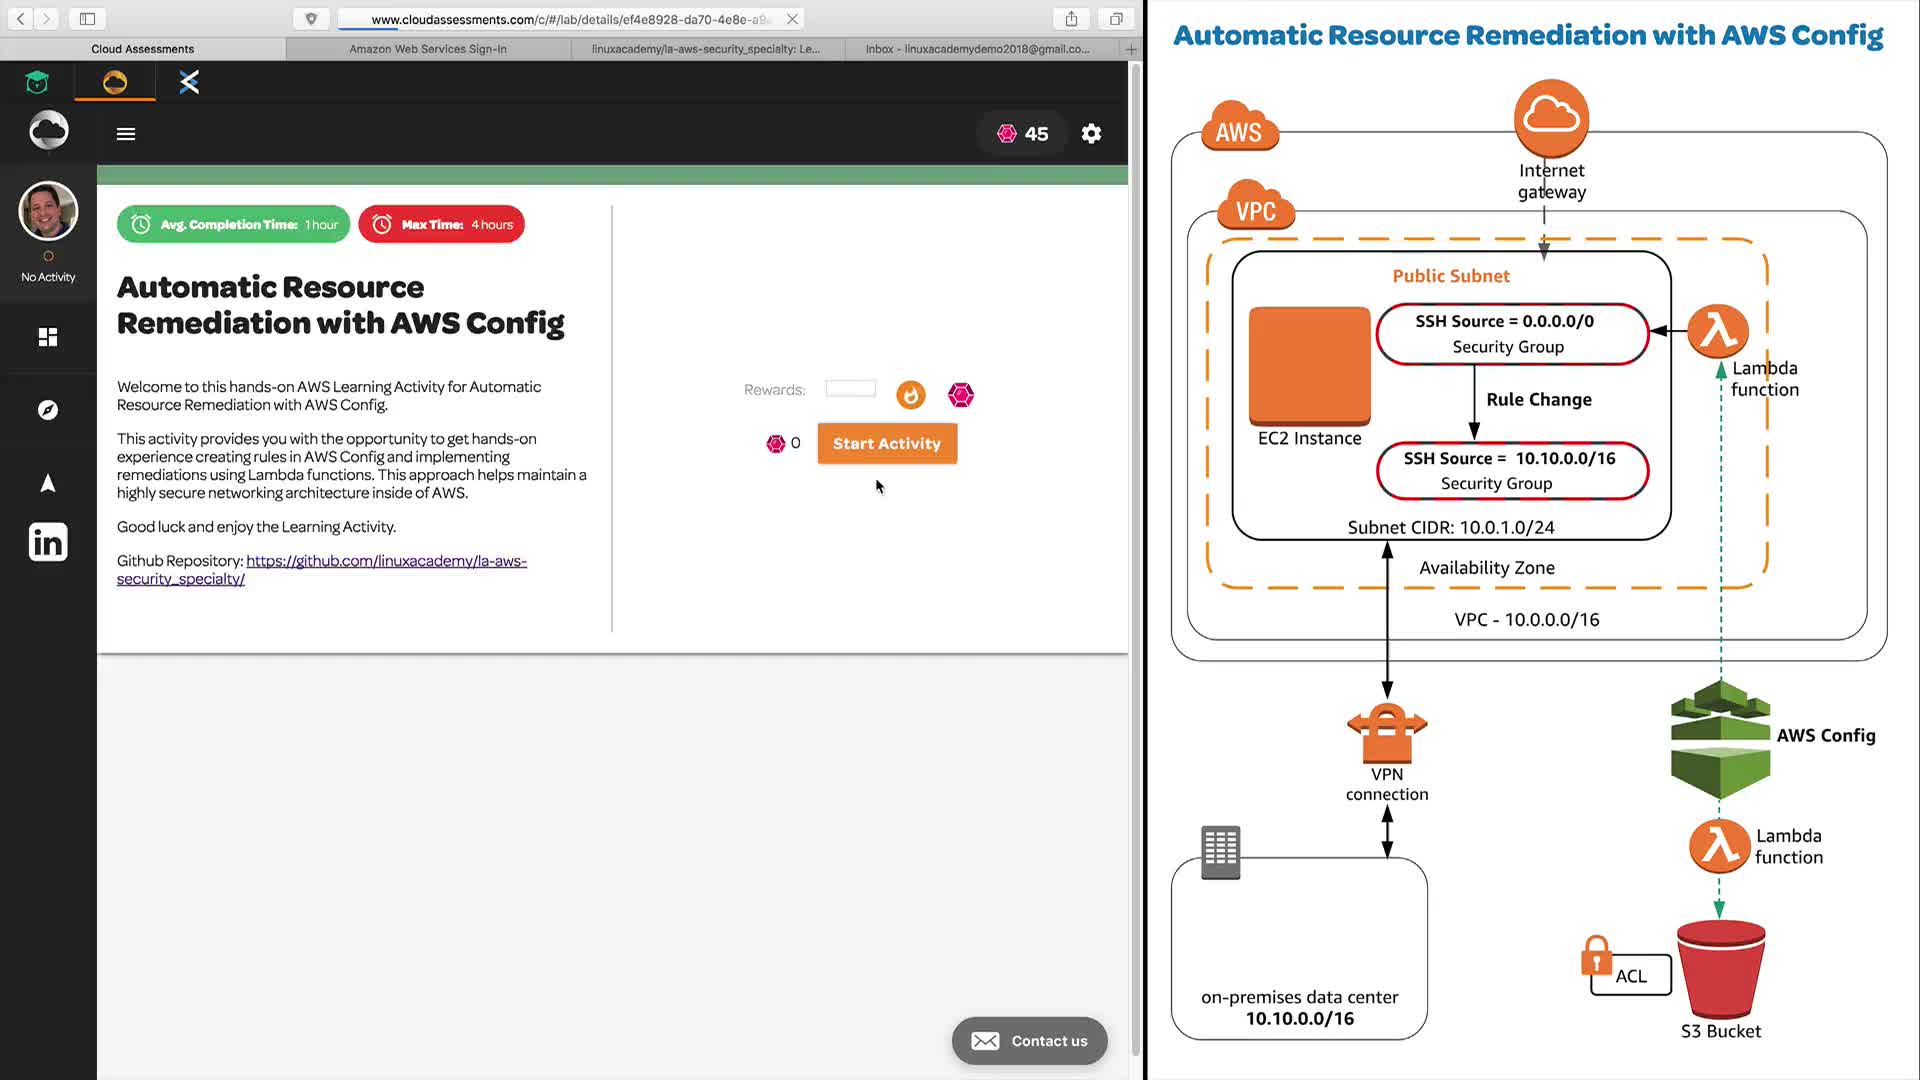 www.cloudassessments.com/c/#/lab/details/ef4e8928-da70-4e8e-a9
Cloud Assessments
Amazon Web Services Sign-In
linuxacademy/la-aws-security_specialty: Le...
Inbox - linuxacademydemo2018@gmail.co...
45
No Activity
Avg. Completion Time: 1 hour
Max Time: 4 hours
Automatic Resource
Remediation with AWS Config
Welcome to this hands-on AWS Learning Activity for Automatic
Resource Remediation with AWS Config.
This activity provides you with the opportunity to get hands-on
experience creating rules in AWS Config and implementing
remediations using Lambda functions. This approach helps maintain a
highly secure networking architecture inside of AWS.
Good luck and enjoy the Learning Activity.
Github Repository: https://github.com/linuxacademy/la-aws-
security_specialty/
Rewards:
0
Start Activity
Contact us
Automatic Resource Remediation with AWS Config
AWS
Internet
gateway
VPC
Public Subnet
SSH Source = 0.0.0.0/0
Security Group
Lambda
function
Rule Change
EC2 Instance
SSH Source = 10.10.0.0/16
Security Group
Subnet CIDR: 10.0.1.0/24
Availability Zone
VPC - 10.0.0.0/16
AWS Config
VPN
connection
Lambda
function
on-premises data center
10.10.0.0/16
ACL
S3 Bucket